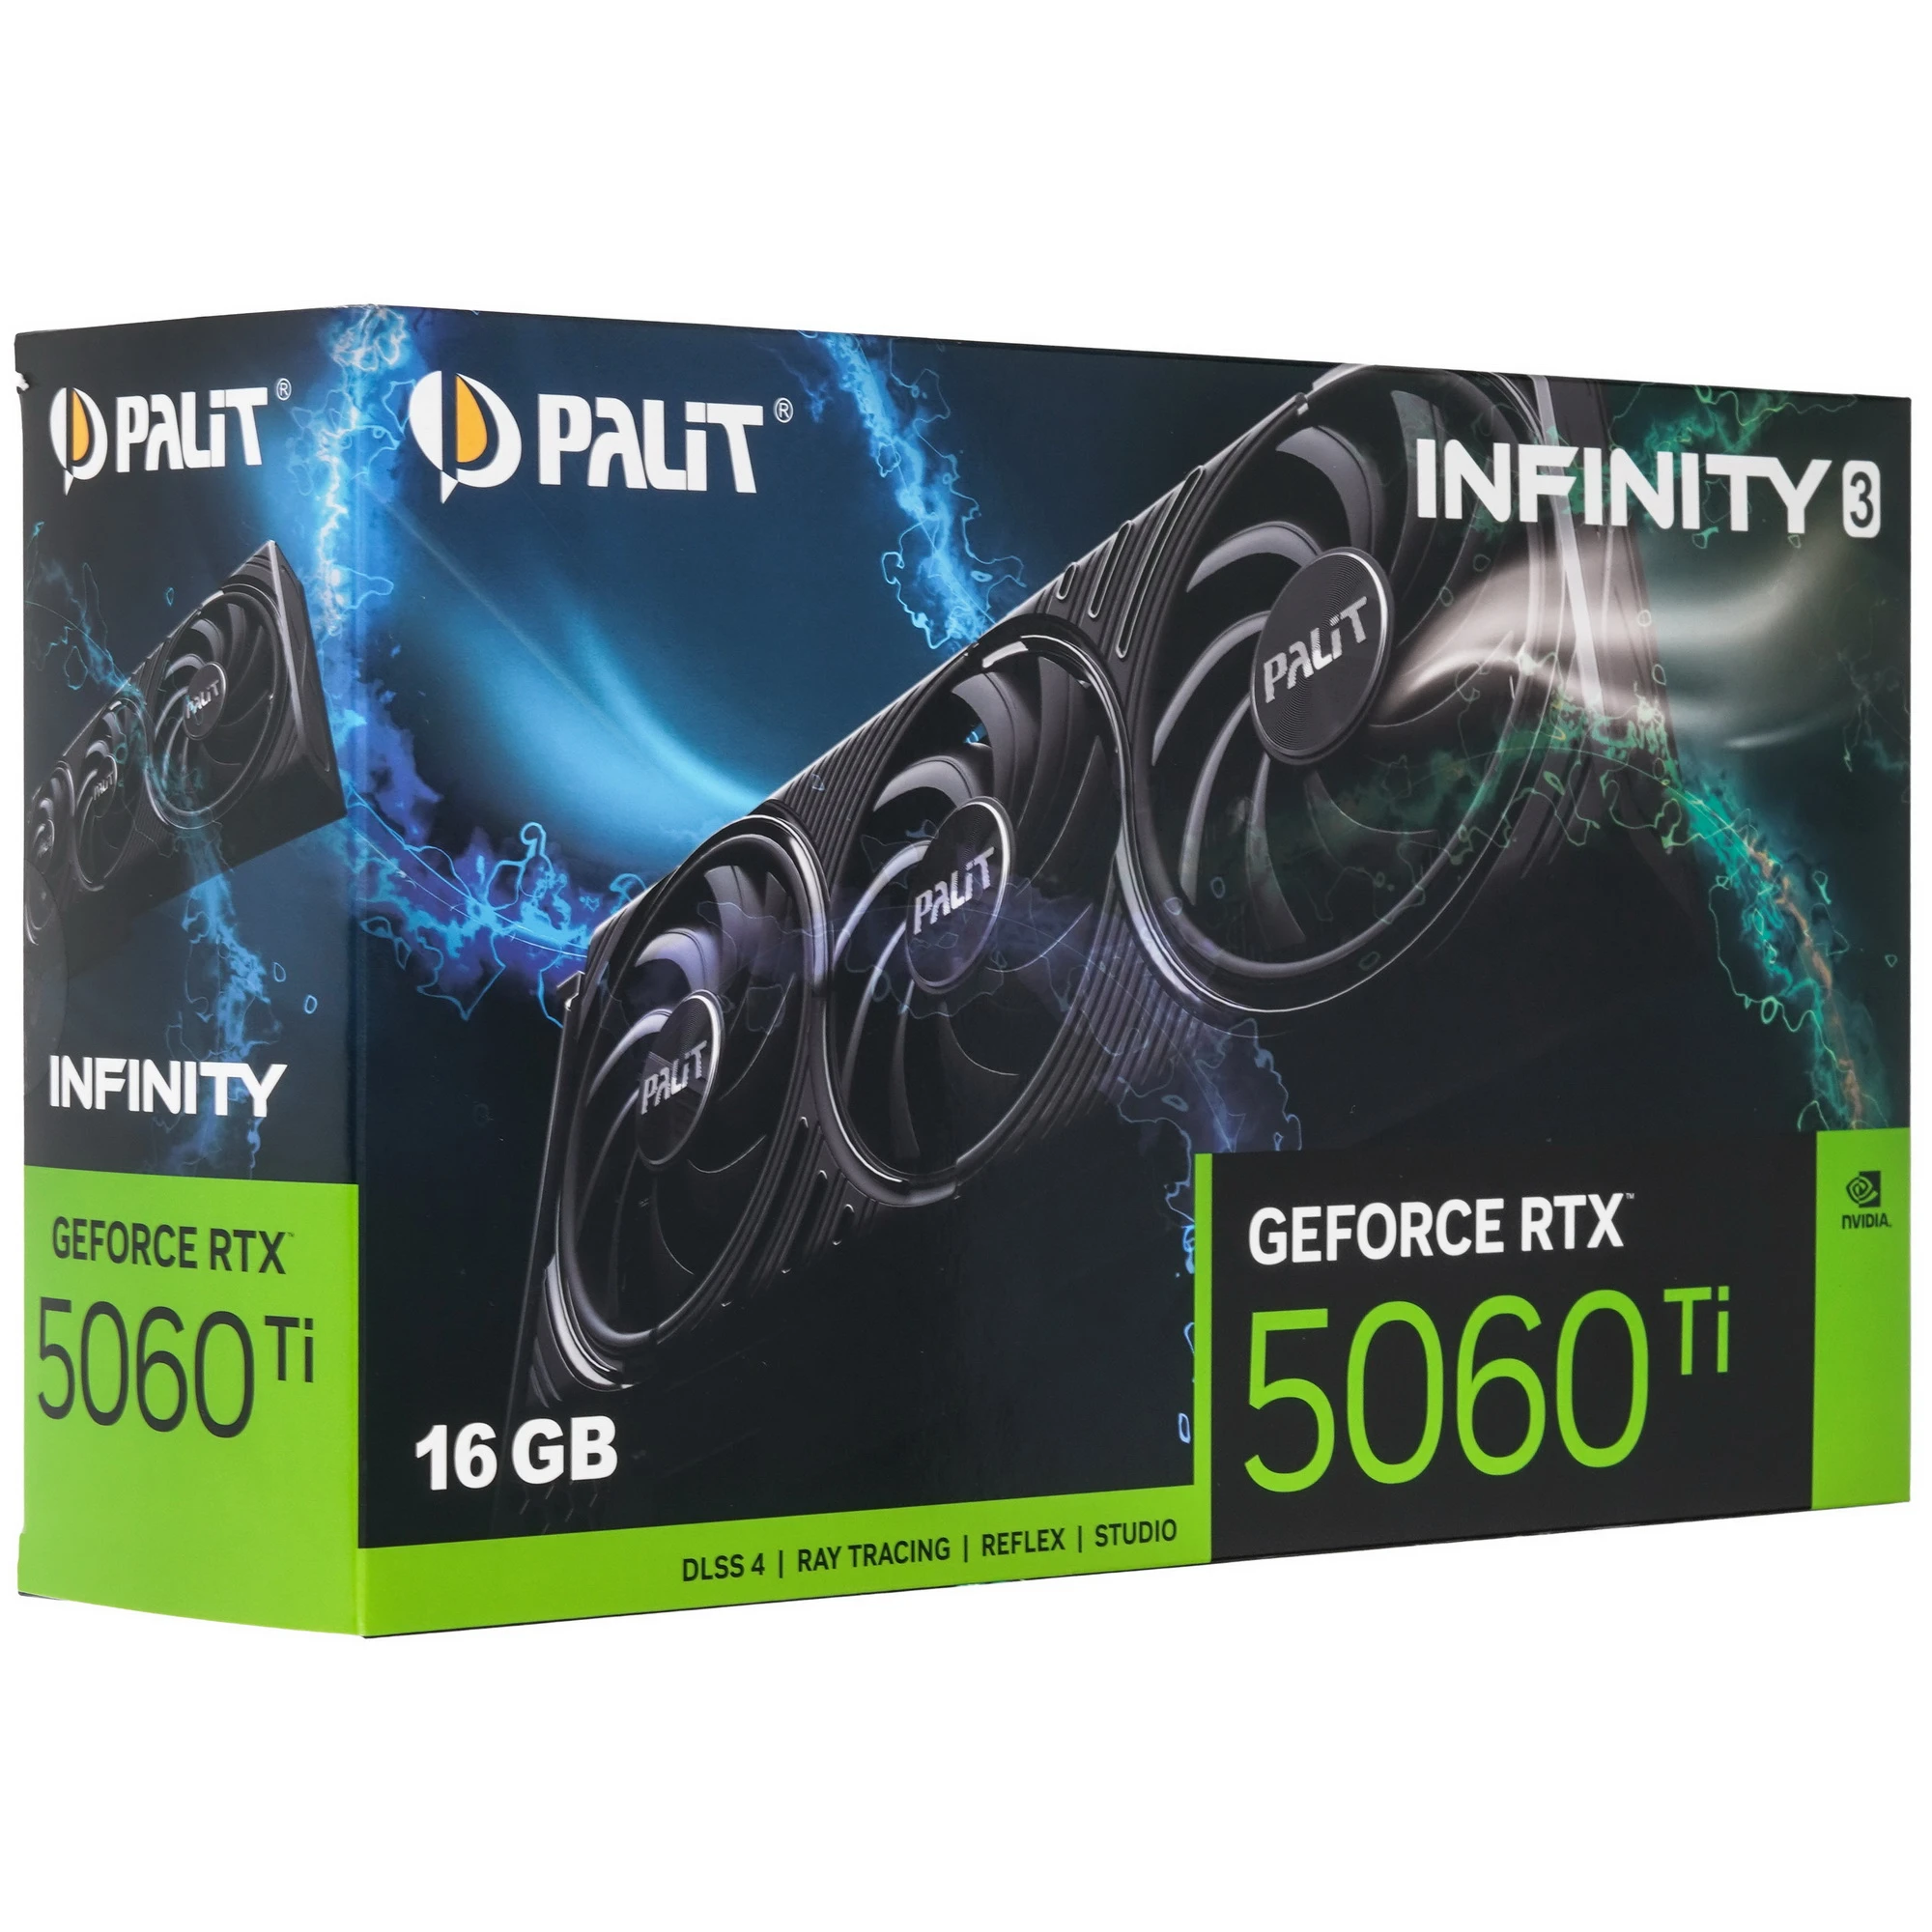 PALiT®
INFINITY
GEFORCE RTX™
5060 Ti
PALiT®
INFINITY 3
PALiT
PALiT
PALiT
PALiT
PALiT
16 GB
DLSS 4 | RAY TRACING | REFLEX | STUDIO
GEFORCE RTX™
5060 Ti
NVIDIA.